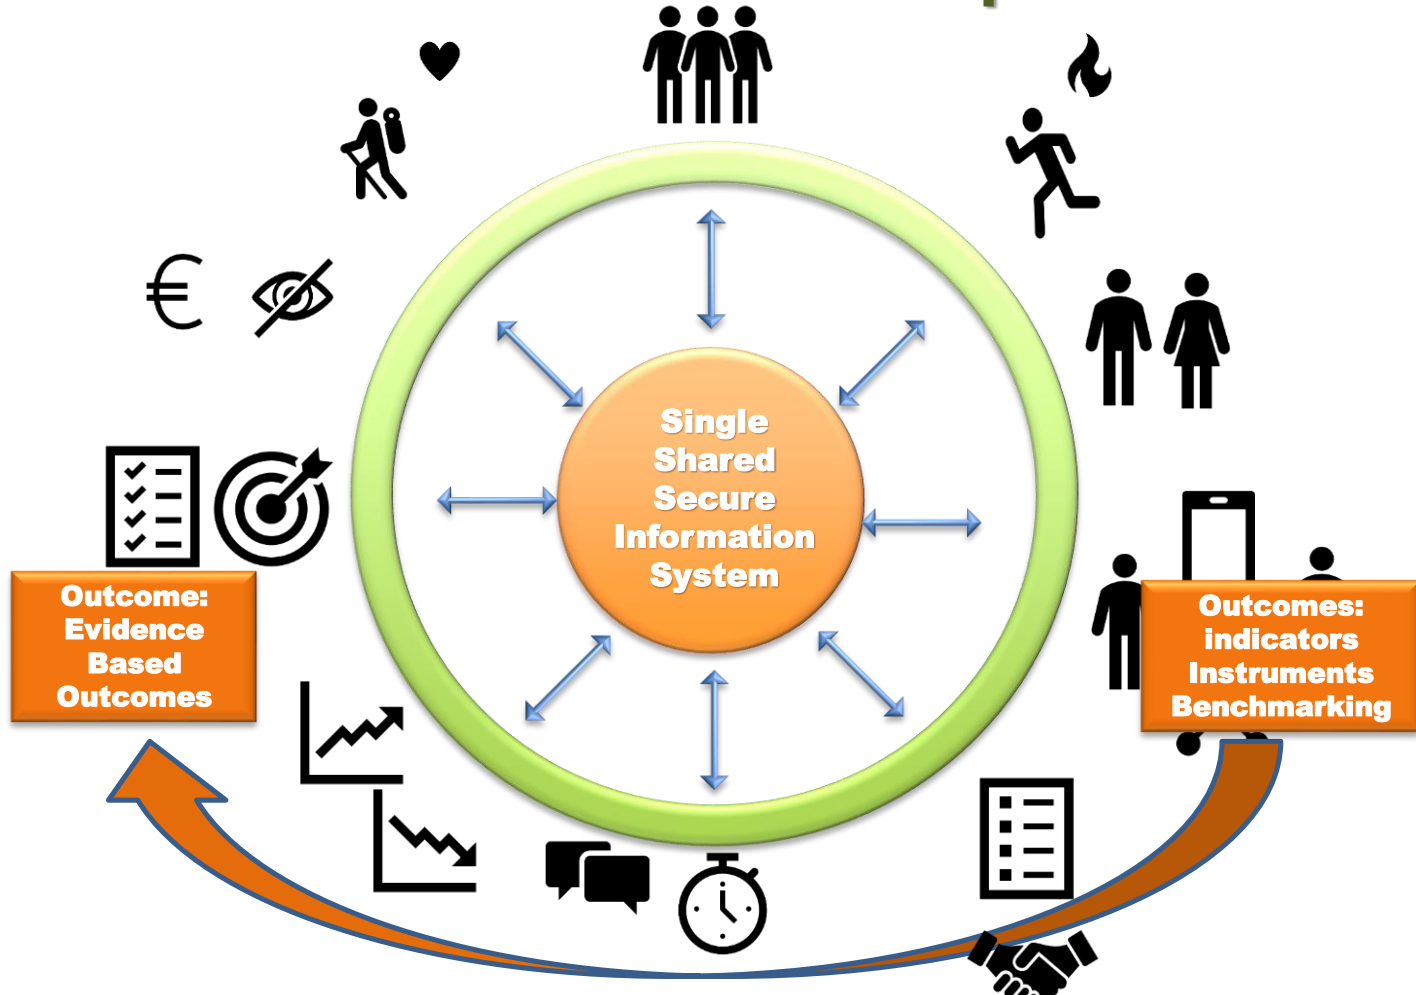 Single
Shared
Secure
Information
System
Outcome:
Evidence
Based
Outcomes
Outcomes:
indicators
Instruments
Benchmarking
€